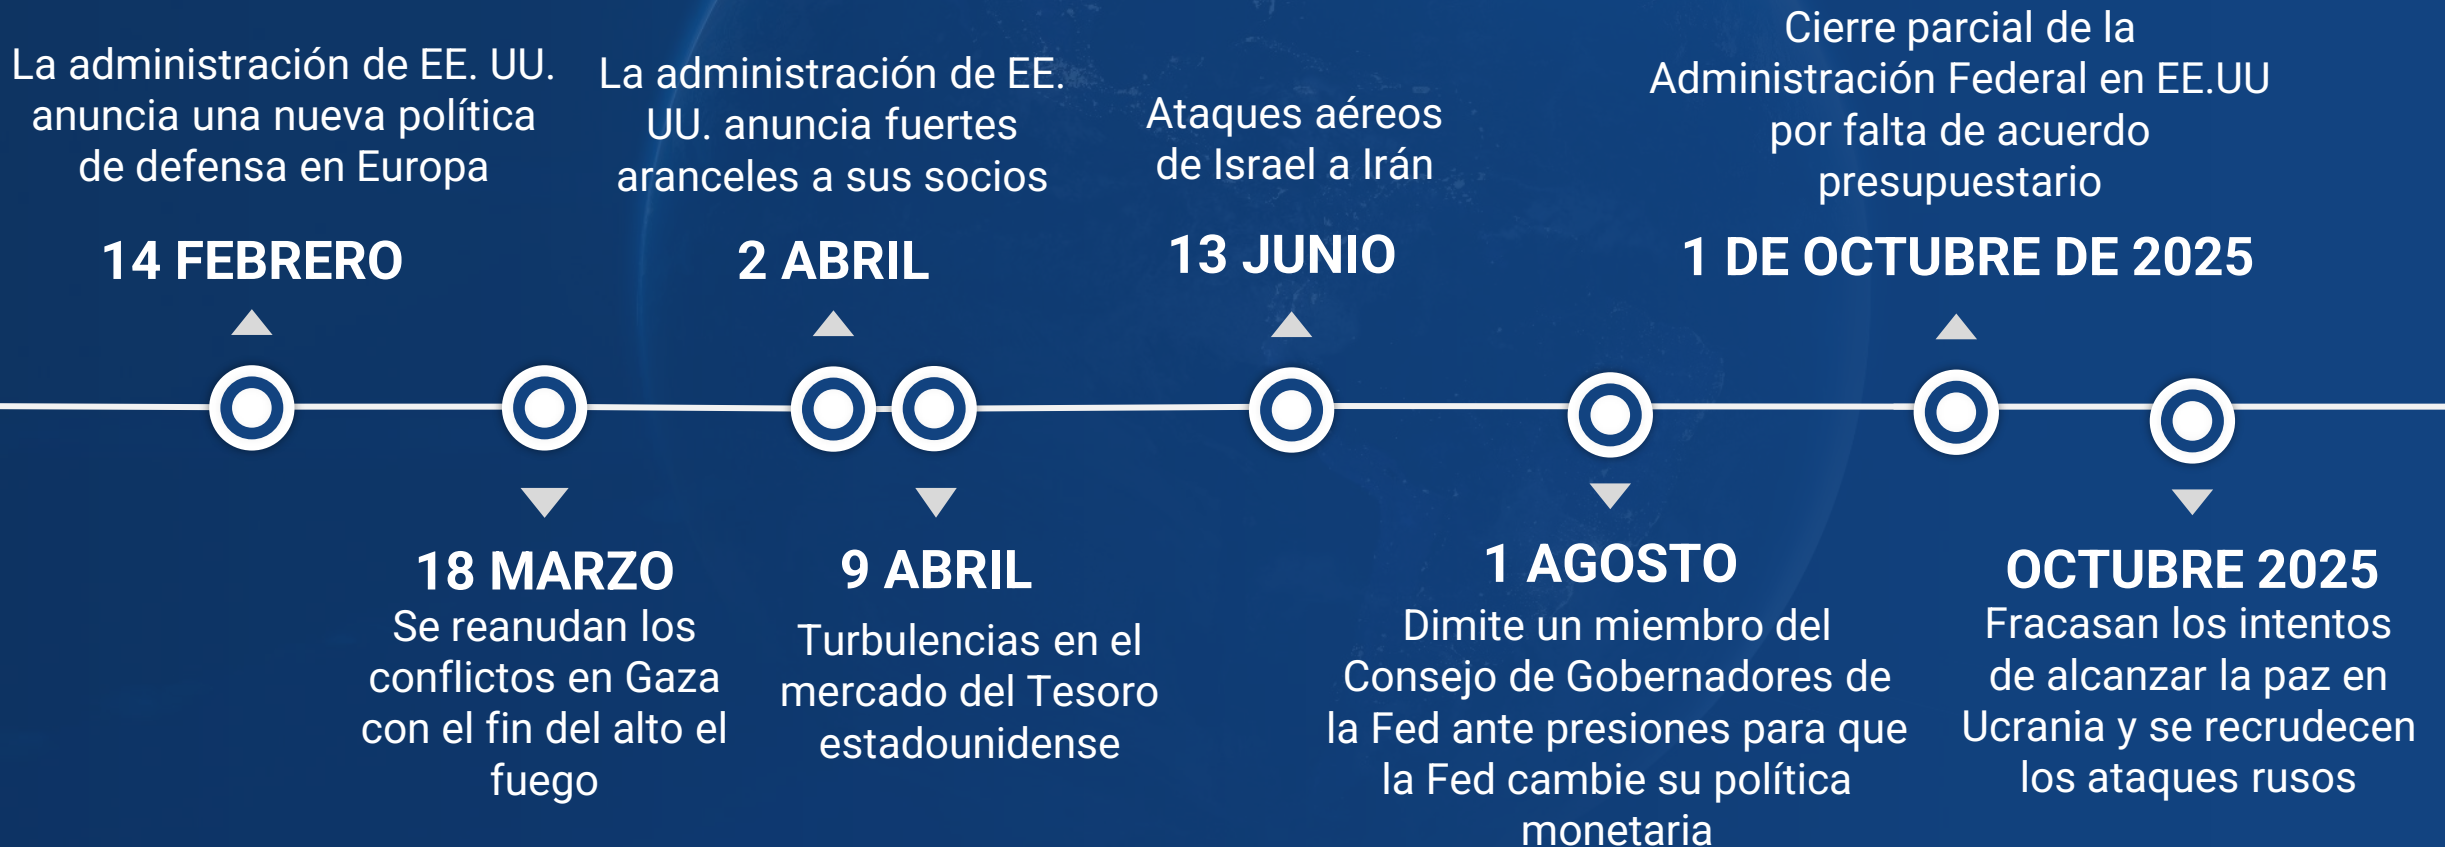 La administración de EE. UU.
anuncia una nueva política
de defensa en Europa
14 FEBRERO
La administración de EE.
UU. anuncia fuertes
aranceles a sus socios
2 ABRIL
Ataques aéreos
de Israel a Irán
13 JUNIO
Cierre parcial de la
Administración Federal en EE.UU
por falta de acuerdo
presupuestario
1 DE OCTUBRE DE 2025
18 MARZO
Se reanudan los
conflictos en Gaza
con el fin del alto el
fuego
9 ABRIL
Turbulencias en el
mercado del Tesoro
estadounidense
1 AGOSTO
Dimite un miembro del
Consejo de Gobernadores de
la Fed ante presiones para que
la Fed cambie su política
monetaria
OCTUBRE 2025
Fracasan los intentos
de alcanzar la paz en
Ucrania y se recrudecen
los ataques rusos